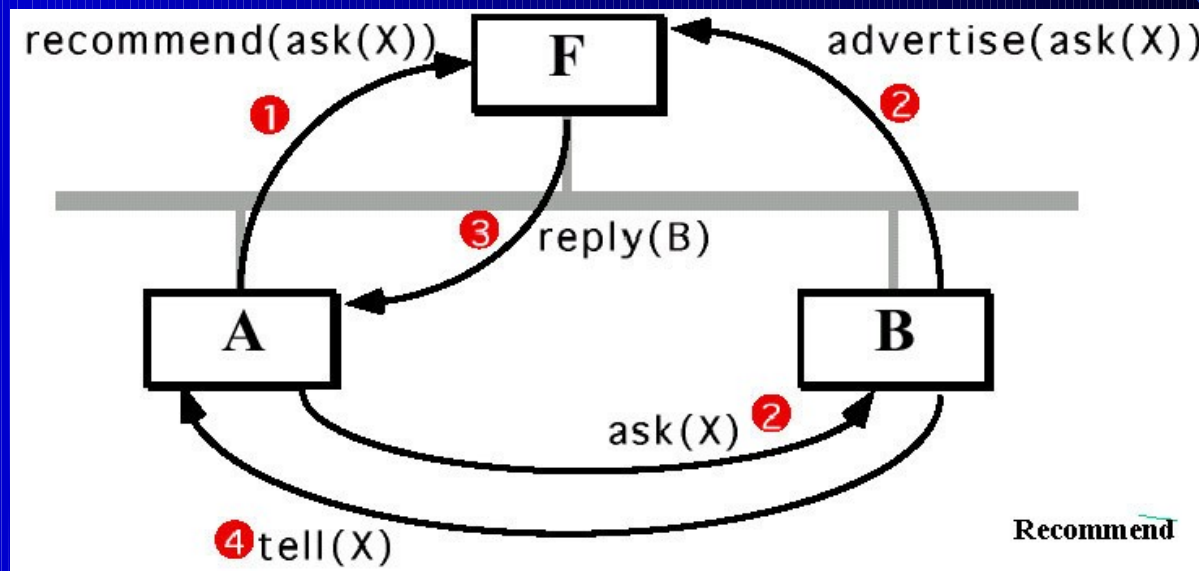 recommend(ask(X))
F
advertise(ask(X))
1
2
3
reply(B)
A
B
ask(X) 2
4 tell(X)
Recommend